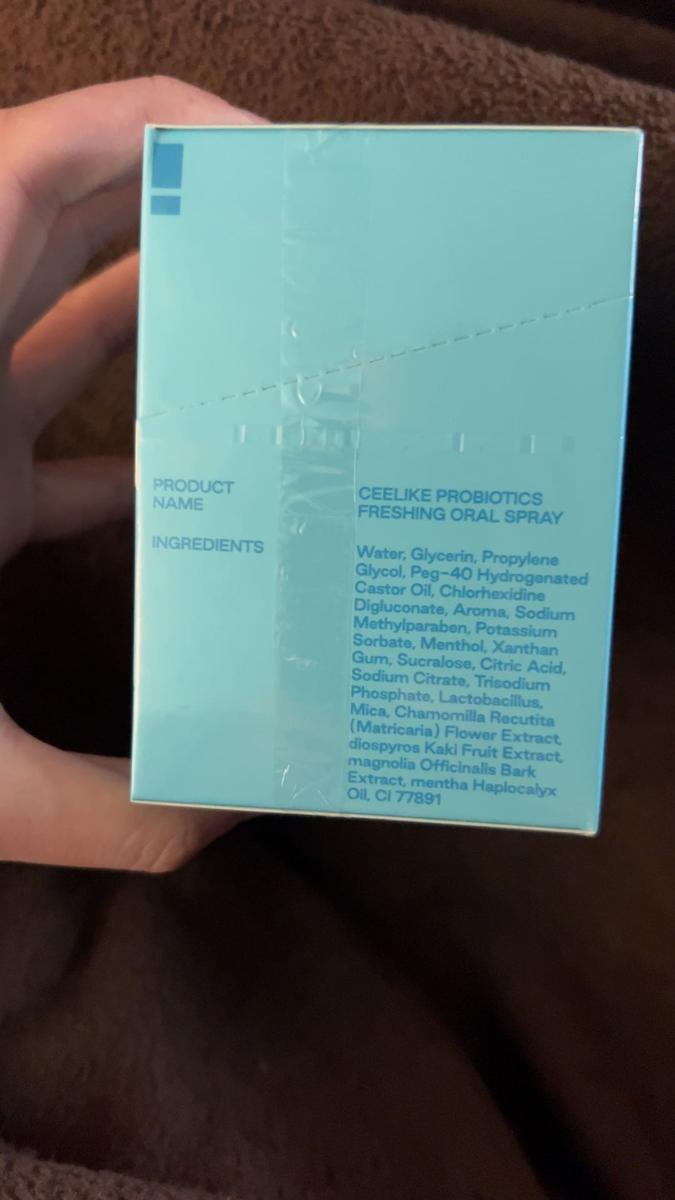 PRODUCT
NAME
CEELIKE PROBIOTICS
FRESHING ORAL SPRAY
INGREDIENTS
Water, Glycerin, Propylene
Glycol, Peg-40 Hydrogenated
Castor Oil, Chlorhexidine
Digluconate, Aroma, Sodium
Methylparaben, Potassium
Sorbate, Menthol, Xanthan
Gum, Sucralose, Citric Acid,
Sodium Citrate, Trisodium
Phosphate, Lactobacillus,
Mica, Chamomilla Recutita
(Matricaria) Flower Extract,
diospyros Kaki Fruit Extract,
magnolia Officinalis Bark
Extract, mentha Haplocalyx
Oil, CI 77891